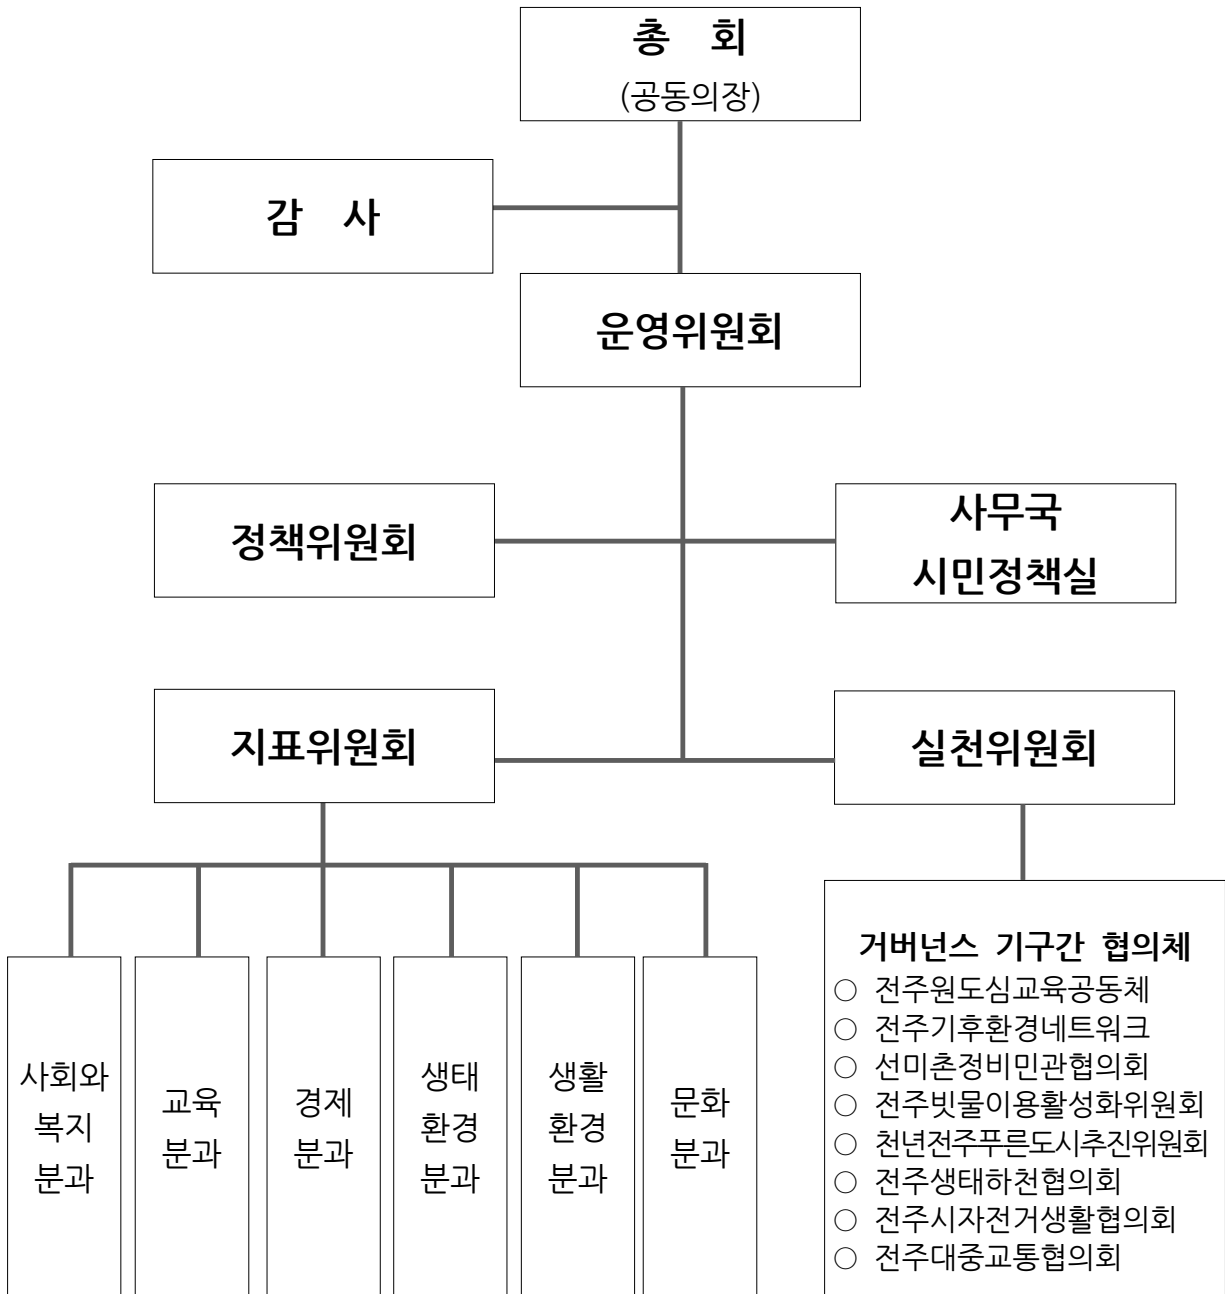 총 회
(공동의장)
감 사
운영위원회
정책위원회
사무국
시민정책실
지표위원회
실천위원회
사회와
복지
분과
교육
분과
경제
분과
생태
환경
분과
생활
환경
분과
문화
분과
거버넌스 기구간 협의체
○ 전주원도심교육공동체
○ 전주기후환경네트워크
○ 선미촌정비민관협의회
○ 전주빗물이용활성화위원회
○ 천년전주푸른도시추진위원회
○ 전주생태하천협의회
○ 전주시자전거생활협의회
○ 전주대중교통협의회